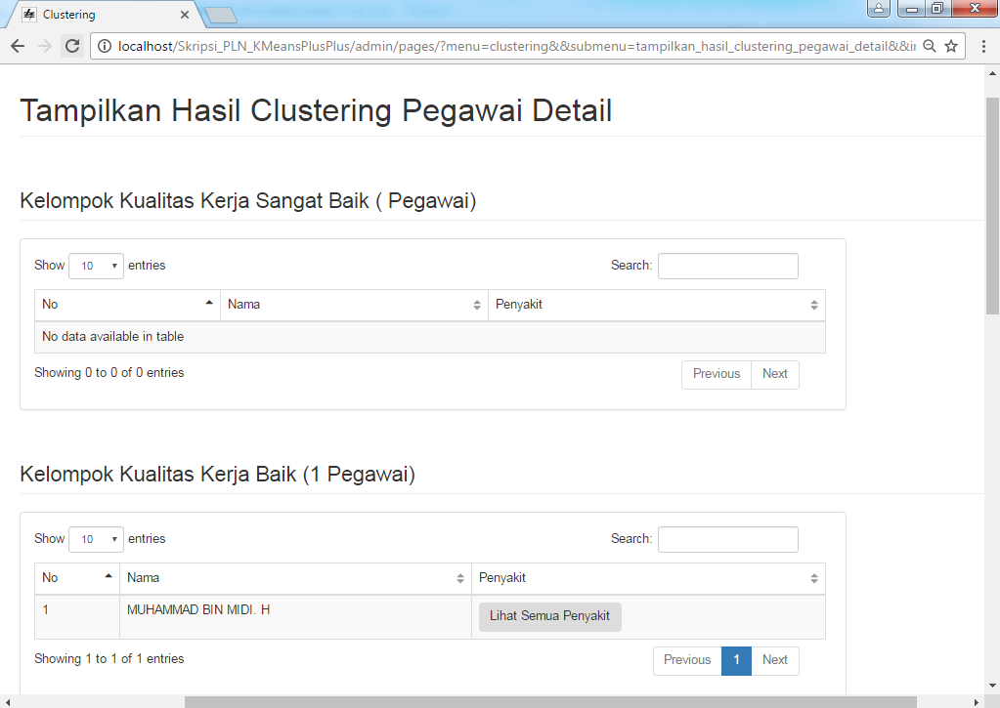 Clustering
localhost/Skripsi_PLN_KMeansPlusPlus/admin/pages/?menu=clustering&&submenu=tampilkan_hasil_clustering_pegawai_detail&&i
Tampilkan Hasil Clustering Pegawai Detail
Kelompok Kualitas Kerja Sangat Baik ( Pegawai)
Show 10 entries Search:
No Nama Penyakit
No data available in table
Showing 0 to 0 of 0 entries Previous Next
Kelompok Kualitas Kerja Baik (1 Pegawai)
Show 10 entries Search:
No Nama Penyakit
1 MUHAMMAD BIN MIDI. H Lihat Semua Penyakit
Showing 1 to 1 of 1 entries Previous 1 Next